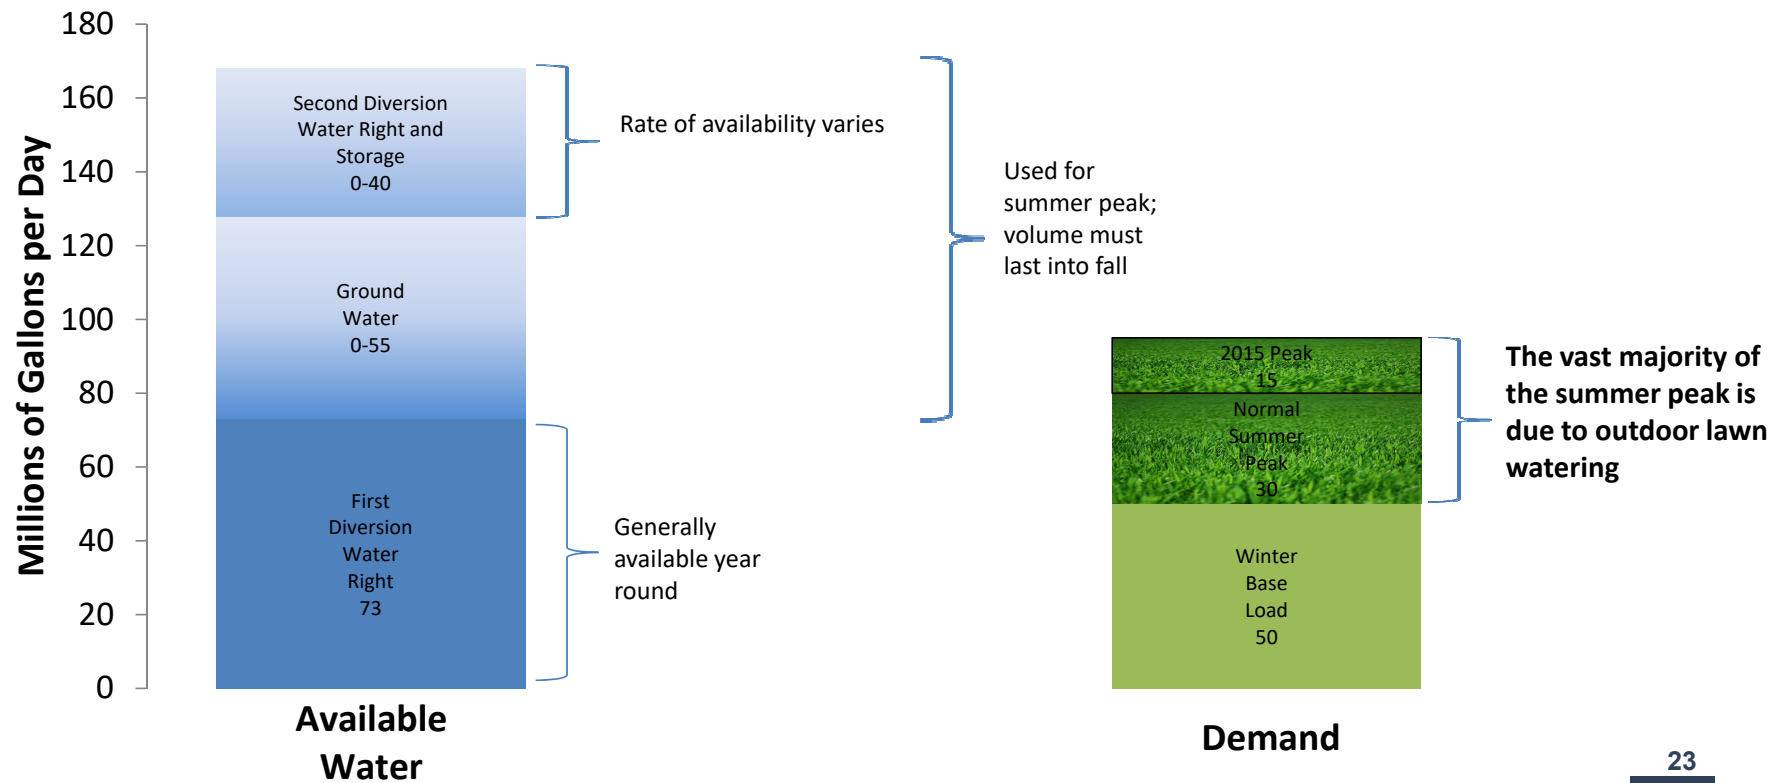 Millions of Gallons per Day
180
160
140
120
100
80
60
40
20
0
Second Diversion
Water Right and
Storage
0-40
Ground
Water
0-55
First
Diversion
Water
Right
73
Rate of availability varies
Generally
available year
round
Used for
summer peak;
volume must
last into fall
2015 Peak
15
Normal
Summer
Peak
30
Winter
Base
Load
50
The vast majority of
the summer peak is
due to outdoor lawn
watering
Available
Water
Demand
23